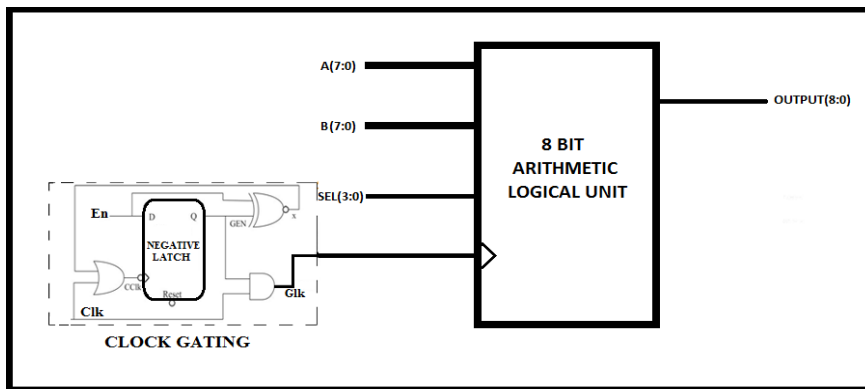 A(7:0)
B(7:0)
SEL(3:0)
8 BIT
ARITHMETIC
LOGICAL UNIT
OUTPUT(8:0)
En
D
Q
GEN
x
NEGATIVE
LATCH
CClk
Reset
Clk
Glk
CLOCK GATING